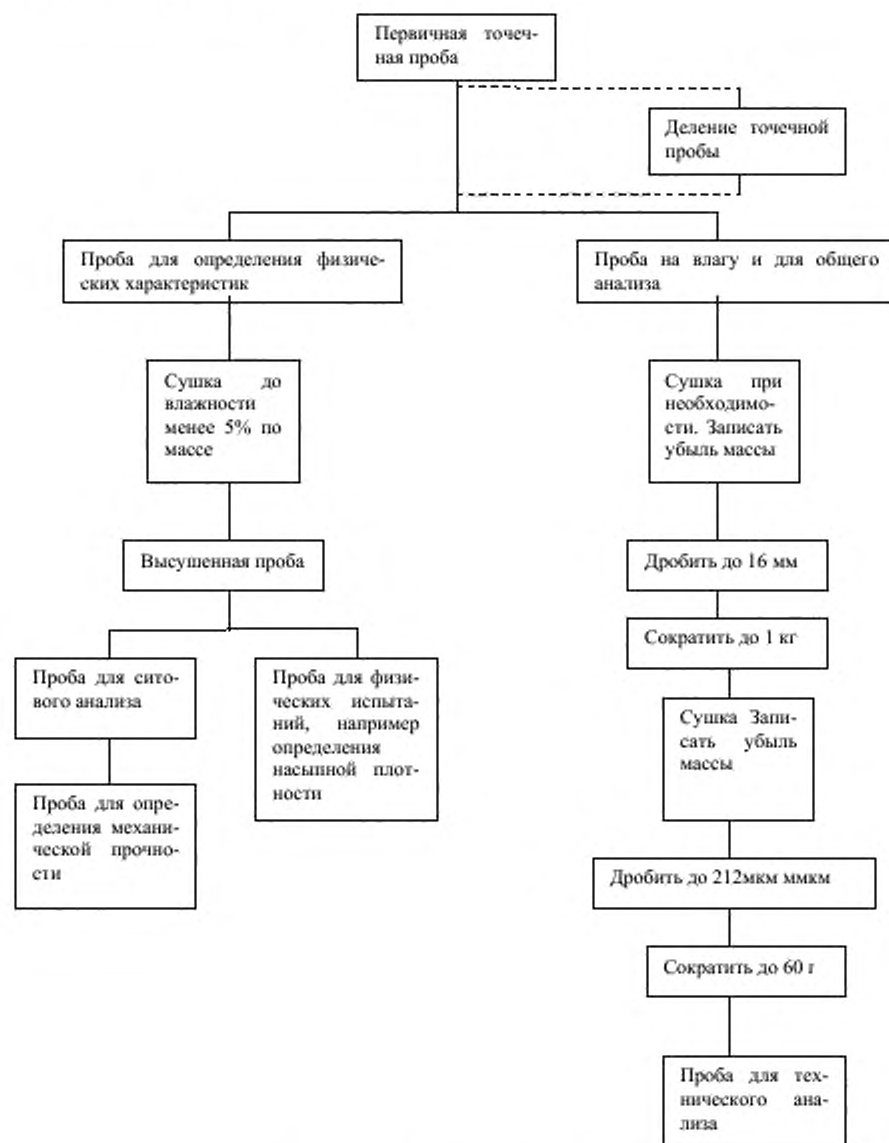 Первичная точеч-
ная проба
Деление точечной
пробы
Проба для определения физиче-
ских характеристик
Проба на влагу и для общего
анализа
Сушка до
влажности
менее 5% по
массе
Сушка при
необходимо-
сти. Записать
убыль массы
Высушенная проба
Дробить до 16 мм
Сократить до 1 кг
Проба для сито-
вого анализа
Проба для физи-
ческих испыта-
ний, например
определения
насыпной плот-
ности
Сушка Запи-
сать убыль
массы
Проба для опре-
деления механи-
ческой прочно-
сти
Дробить до 212мкм ммкм
Сократить до 60 г
Проба для тех-
нического ана-
лиза